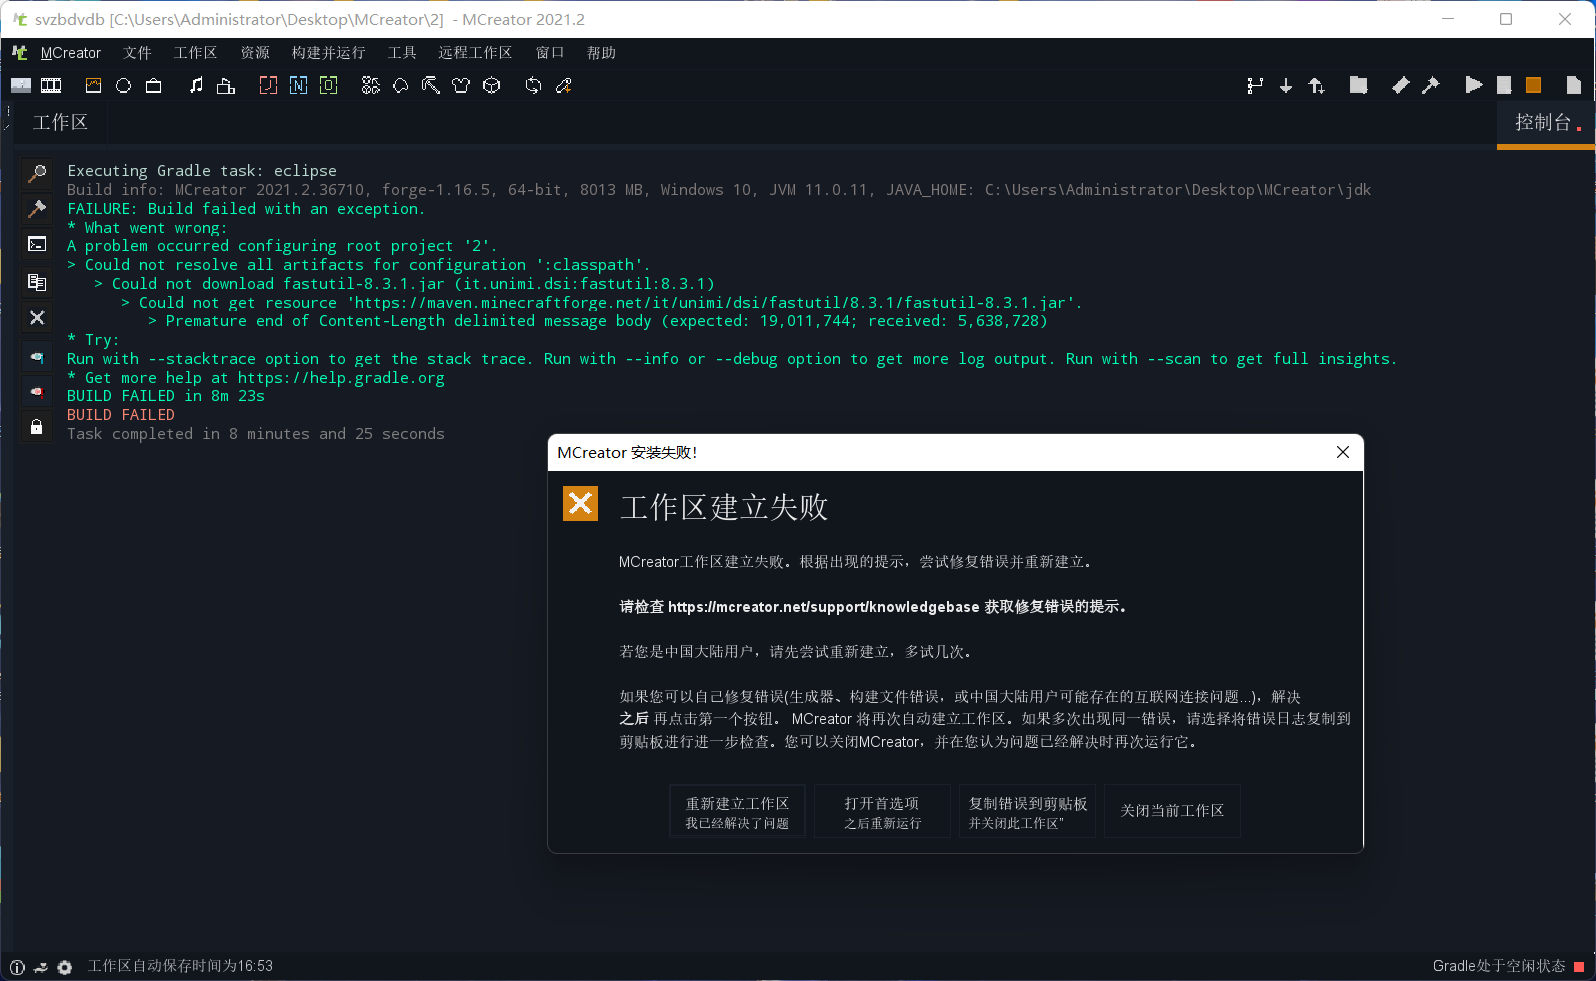 svzbdvdb [C:\Users\Administrator\Desktop\MCreator\2] - MCreator 2021.2
MCreator 文件 工作区 资源 构建并运行 工具 远程工作区 窗口 帮助
工作区
控制台
Executing Gradle task: eclipse
Build info: MCreator 2021.2.36710, forge-1.16.5, 64-bit, 8013 MB, Windows 10, JVM 11.0.11, JAVA_HOME: C:\Users\Administrator\Desktop\MCreator\jdk
FAILURE: Build failed with an exception.
* What went wrong:
A problem occurred configuring root project '2'.
> Could not resolve all artifacts for configuration ':classpath'.
> Could not download fastutil-8.3.1.jar (it.unimi.dsi:fastutil:8.3.1)
> Could not get resource 'https://maven.minecraftforge.net/it/unimi/dsi/fastutil/8.3.1/fastutil-8.3.1.jar'.
> Premature end of Content-Length delimited message body (expected: 19,011,744; received: 5,638,728)
* Try:
Run with --stacktrace option to get the stack trace. Run with --info or --debug option to get more log output. Run with --scan to get full insights.
* Get more help at https://help.gradle.org
BUILD FAILED in 8m 23s
BUILD FAILED
Task completed in 8 minutes and 25 seconds
MCreator 安装失败！
工作区建立失败
MCreator工作区建立失败。根据出现的提示，尝试修复错误并重新建立。
请检查 https://mcreator.net/support/knowledgebase 获取修复错误的提示。
若您是中国大陆用户，请先尝试重新建立，多试几次。
如果您可以自己修复错误(生成器、构建文件错误，或中国大陆用户可能存在的互联网连接问题...)，解决
之后 再点击第一个按钮。 MCreator 将再次自动建立工作区。如果多次出现同一错误，请选择将错误日志复制到
剪贴板进行进一步检查。您可以关闭MCreator，并在您认为问题已经解决时再次运行它。
重新建立工作区
我已经解决了问题
打开首选项
之后重新运行
复制错误到剪贴板
并关闭此工作区"
关闭当前工作区
工作区自动保存时间为16:53
Gradle处于空闲状态